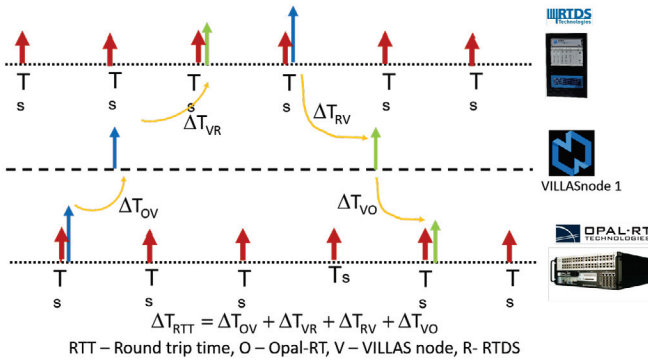 RTDS
Technologies
T T T T T T
s s s s s s
ΔT_VR ΔT_RV
VILLASnode 1
ΔT_OV ΔT_VO
OPAL-RT
TECHNOLOGIES
T T T Ts T T
s s s s s
ΔT_RTT = ΔT_OV + ΔT_VR + ΔT_RV + ΔT_VO
RTT – Round trip time, O – Opal-RT, V – VILLAS node, R- RTDS